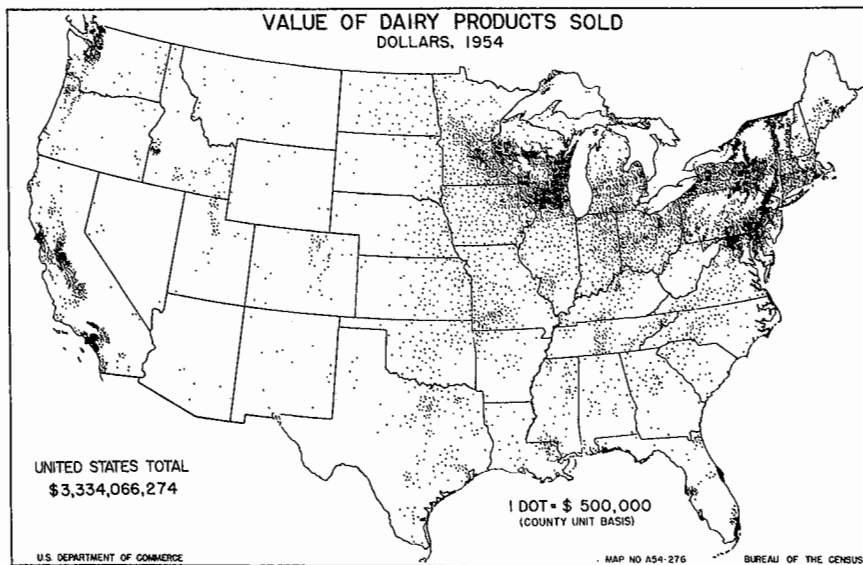 VALUE OF DAIRY PRODUCTS SOLD
DOLLARS, 1954
UNITED STATES TOTAL
$3,334,066,274
1 DOT = $500,000
(COUNTY UNIT BASIS)
U.S. DEPARTMENT OF COMMERCE
MAP NO A54-276
BUREAU OF THE CENSUS